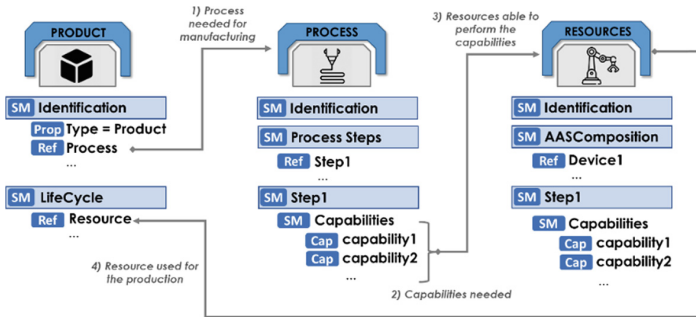 PRODUCT
SM Identification
Prop Type = Product
Ref Process
...
SM LifeCycle
Ref Resource
...
1) Process
needed for
manufacturing
PROCESS
SM Identification
SM Process Steps
Ref Step1
...
SM Step1
SM Capabilities
Cap capability1
Cap capability2
...
2) Capabilities needed
3) Resources able to
perform the
capabilities
RESOURCES
SM Identification
SM AASComposition
Ref Device1
...
SM Step1
SM Capabilities
Cap capability1
Cap capability2
...
4) Resource used for
the production